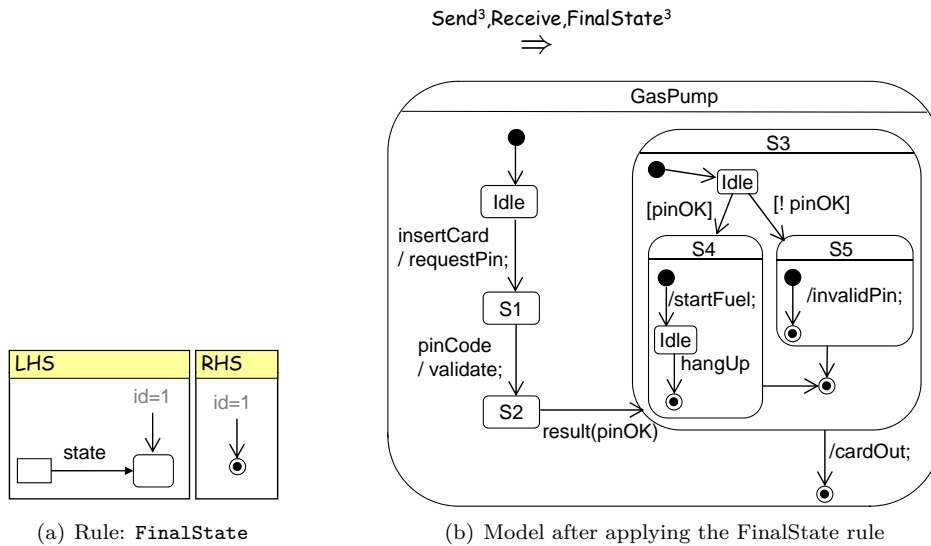 Send³,Receive,FinalState³
⇒
GasPump
S3
Idle
Idle
[pinOK]
[! pinOK]
insertCard
/ requestPin;
S4
S5
/startFuel;
/invalidPin;
S1
Idle
hangUp
pinCode
/ validate;
S2
result(pinOK)
/cardOut;
LHS
RHS
id=1
id=1
state
(a) Rule: FinalState
(b) Model after applying the FinalState rule